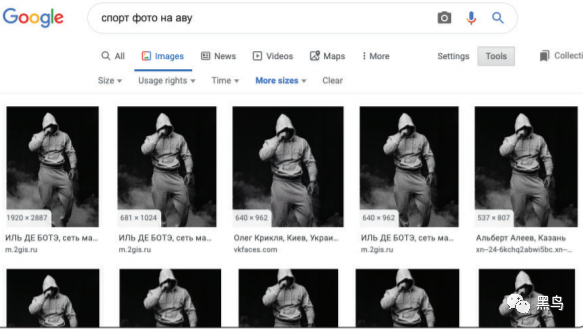 Google
спорт фото на аву
All Images News Videos Maps More Settings Tools Collecti
Size Usage rights Time More sizes Clear
1920 × 2887 681 × 1024 640 × 962 640 × 962 537 × 807
ИЛЬ ДЕ БОТЭ, сеть ма... ИЛЬ ДЕ БОТЭ, сеть ма... Олег Крикля, Киев, Украи... ИЛЬ ДЕ БОТЭ, сеть ма... Альберт Алеев, Казань
m.2gis.ru m.2gis.ru vkfaces.com m.2gis.ru xn--24-6kchq2abwi5bc.xn--...
黑鸟